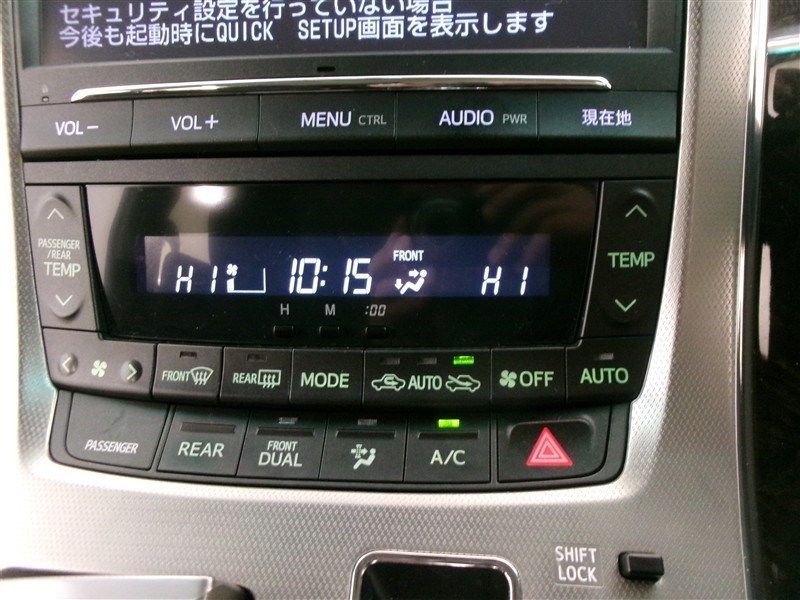 セキュリティ設定を行っていない場合
今後も起動時にQUICK SETUP画面を表示します
VOL－ VOL＋ MENU CTRL AUDIO PWR 現在地
PASSENGER
/REAR
TEMP
FRONT
HI 10:15 HI
TEMP
H M :00
FRONT REAR MODE AUTO OFF AUTO
PASSENGER REAR FRONT DUAL A/C
SHIFT
LOCK